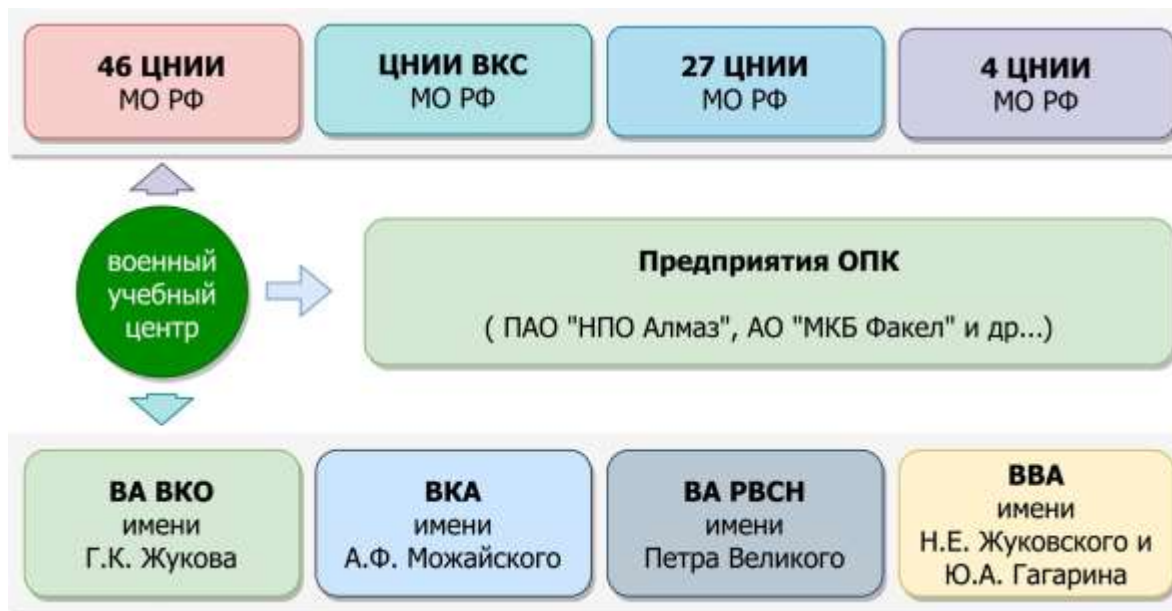 46 ЦНИИ
МО РФ
ЦНИИ ВКС
МО РФ
27 ЦНИИ
МО РФ
4 ЦНИИ
МО РФ
военный
учебный
центр
Предприятия ОПК
( ПАО "НПО Алмаз", АО "МКБ Факел" и др...)
ВА ВКО
имени
Г.К. Жукова
ВКА
имени
А.Ф. Можайского
ВА РВСН
имени
Петра Великого
ВВА
имени
Н.Е. Жуковского и
Ю.А. Гагарина